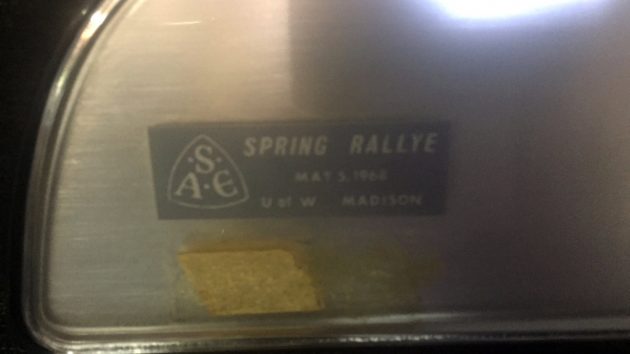 SPRING RALLYE
S.
A.E
MAY 5, 1968
U of W MADISON